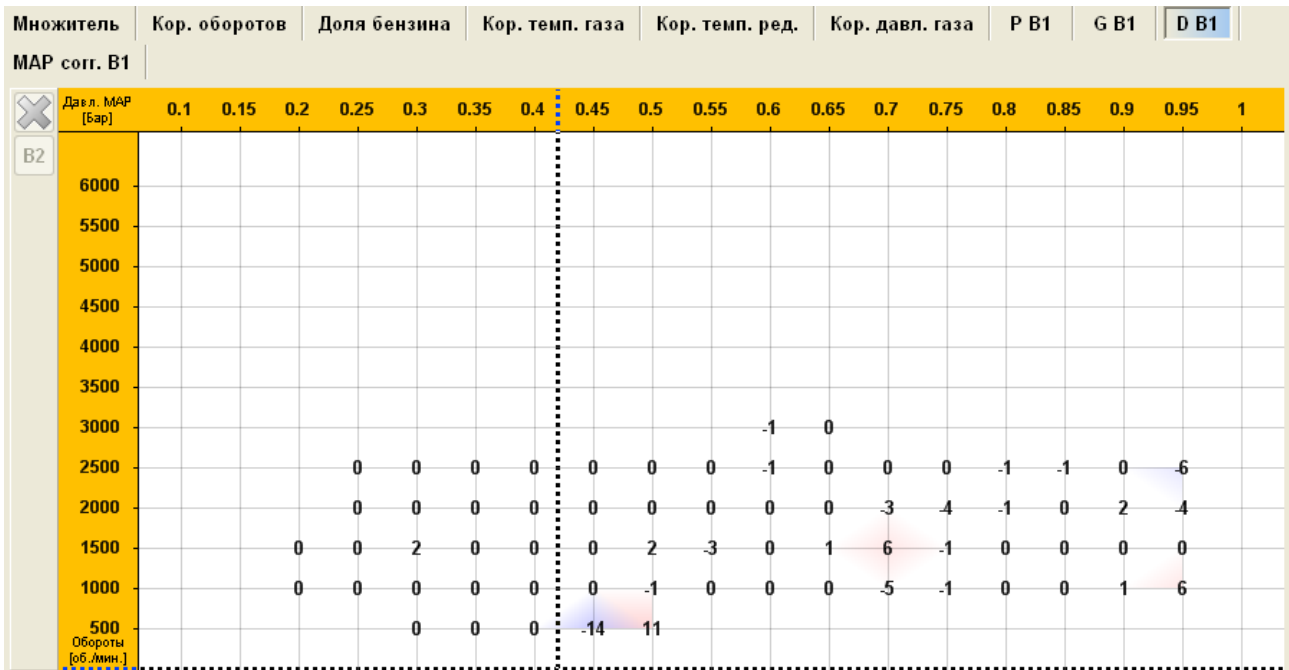 Множитель Кор. оборотов Доля бензина Кор. темп. газа Кор. темп. ред. Кор. давл. газа P B1 G B1 D B1
MAP corr. B1
Давл. MAP
[Бар] 0.1 0.15 0.2 0.25 0.3 0.35 0.4 0.45 0.5 0.55 0.6 0.65 0.7 0.75 0.8 0.85 0.9 0.95 1
B2
6000
5500
5000
4500
4000
3500
3000 -1 0
2500 0 0 0 0 0 0 0 -1 0 0 0 -1 -1 0 -6
2000 0 0 0 0 0 0 0 0 0 -3 -4 -1 0 2 -4
1500 0 0 2 0 0 0 2 -3 0 1 6 -1 0 0 0 0
1000 0 0 0 0 0 0 -1 0 0 0 -5 -1 0 0 1 6
500 0 0 0 -14 11
Обороты
[об./мин.]